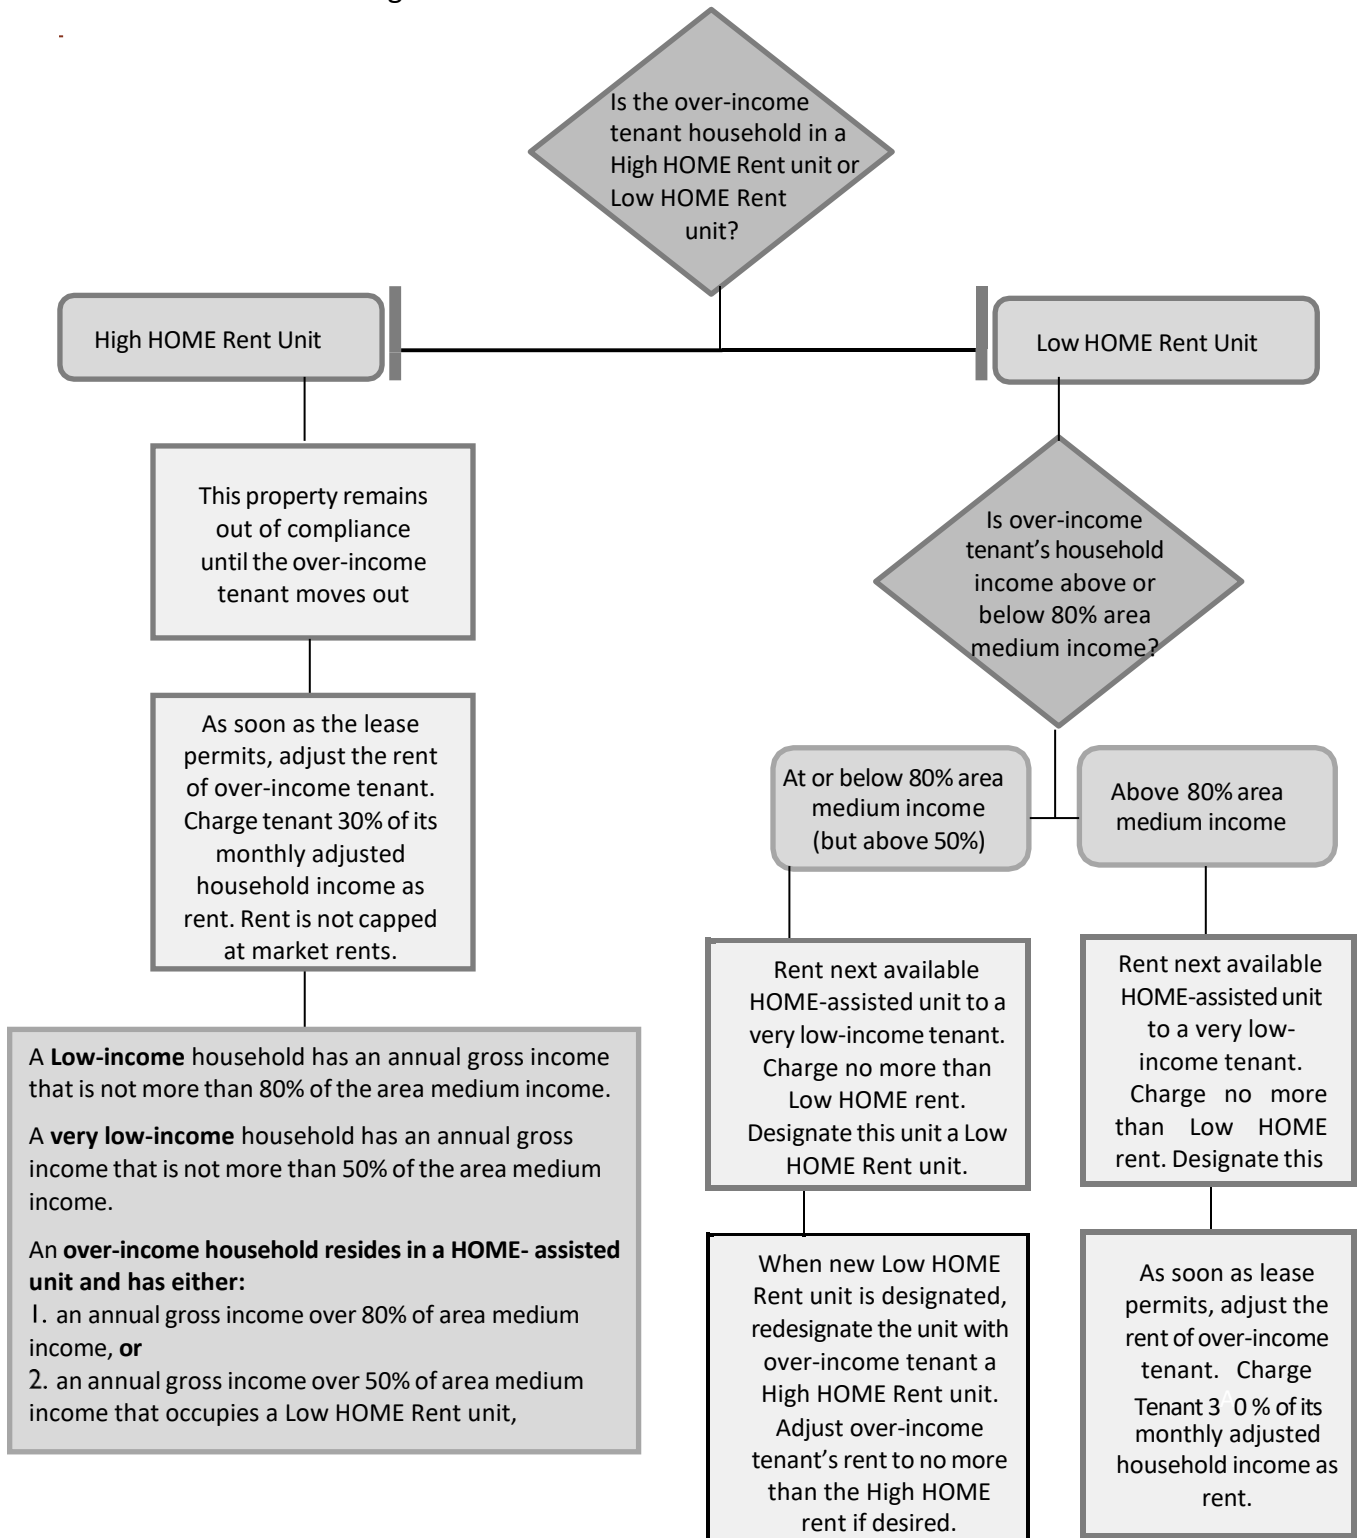 Is the over-income
tenant household in a
High HOME Rent unit or
Low HOME Rent
unit?
High HOME Rent Unit
Low HOME Rent Unit
This property remains
out of compliance
until the over-income
tenant moves out
Is over-income
tenant’s household
income above or
below 80% area
medium income?
As soon as the lease
permits, adjust the rent
of over-income tenant.
Charge tenant 30% of its
monthly adjusted
household income as
rent. Rent is not capped
at market rents.
At or below 80% area
medium income
(but above 50%)
Above 80% area
medium income
A Low-income household has an annual gross income
that is not more than 80% of the area medium income.
A very low-income household has an annual gross
income that is not more than 50% of the area medium
income.
An over-income household resides in a HOME- assisted
unit and has either:
1. an annual gross income over 80% of area medium
income, or
2. an annual gross income over 50% of area medium
income that occupies a Low HOME Rent unit,
Rent next available
HOME-assisted unit to a
very low-income tenant.
Charge no more than
Low HOME rent.
Designate this unit a Low
HOME Rent unit.
Rent next available
HOME-assisted unit
to a very low-
income tenant.
Charge no more
than Low HOME
rent. Designate this
When new Low HOME
Rent unit is designated,
redesignate the unit with
over-income tenant a
High HOME Rent unit.
Adjust over-income
tenant’s rent to no more
than the High HOME
rent if desired.
As soon as lease
permits, adjust the
rent of over-income
tenant. Charge
Tenant 3 0 % of its
monthly adjusted
household income as
rent.